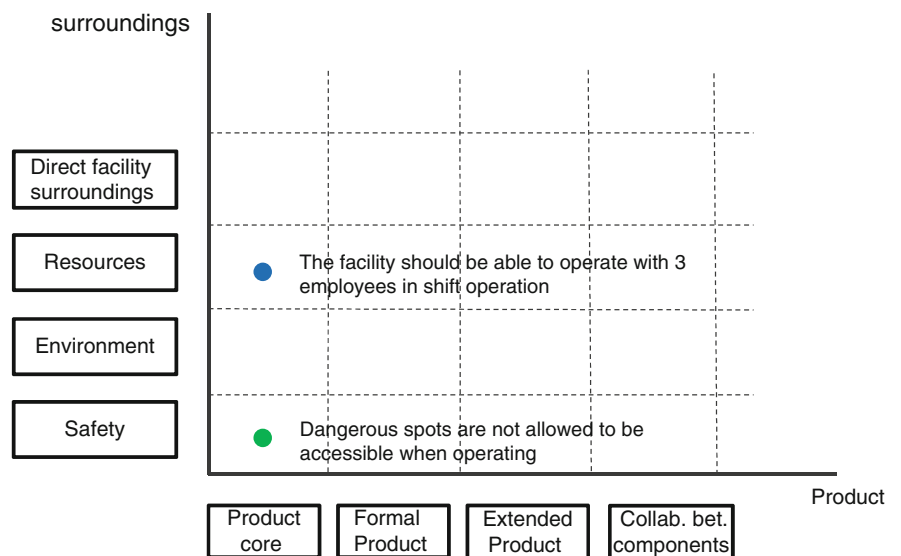 surroundings
Direct facility
surroundings
Resources
The facility should be able to operate with 3
employees in shift operation
Environment
Safety
Dangerous spots are not allowed to be
accessible when operating
Product
Product
core
Formal
Product
Extended
Product
Collab. bet.
components